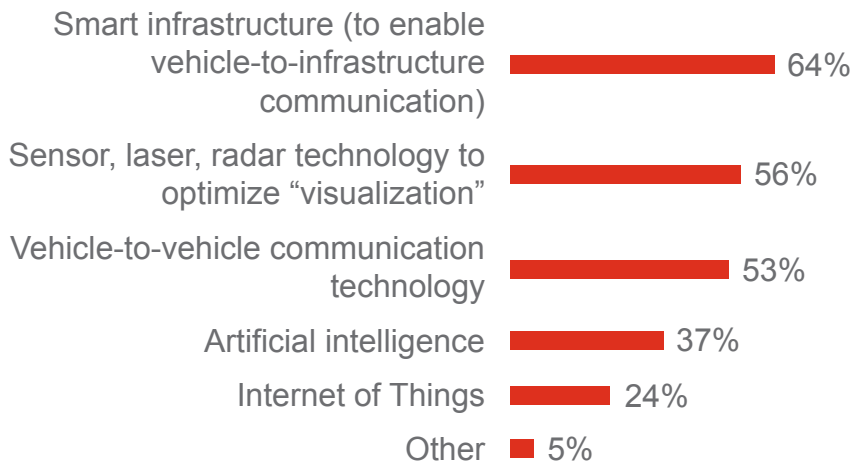 Smart infrastructure (to enable
vehicle-to-infrastructure
communication)
64%
Sensor, laser, radar technology to
optimize “visualization”
56%
Vehicle-to-vehicle communication
technology
53%
Artificial intelligence
37%
Internet of Things
24%
Other
5%